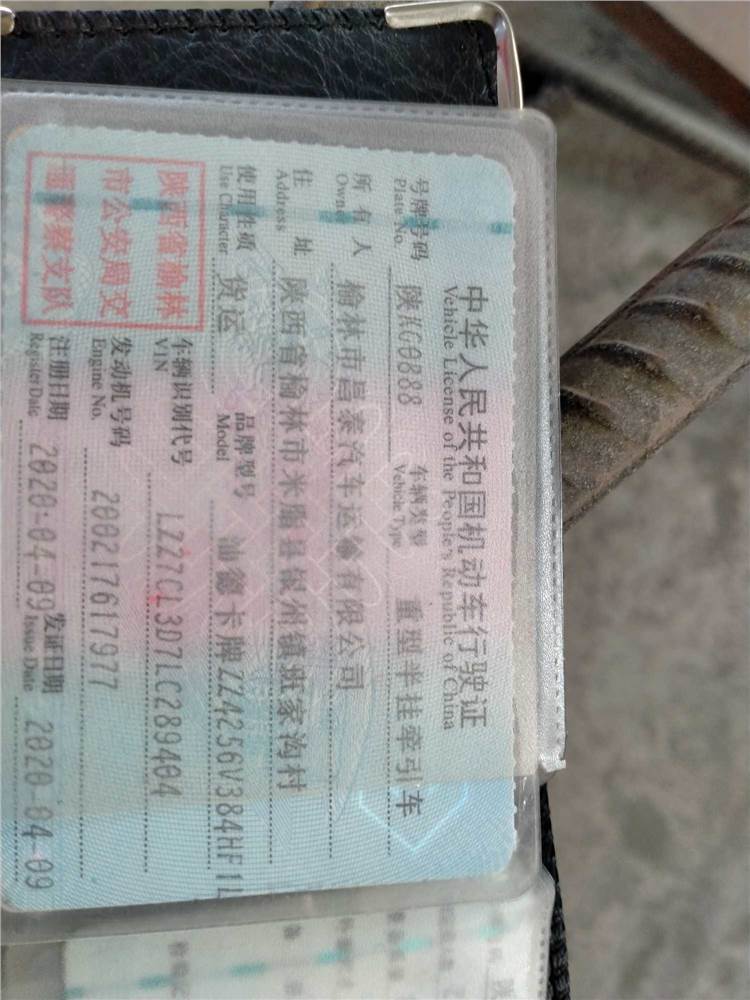 中华人民共和国机动车行驶证
Vehicle License of the People's Republic of China
号牌号码 陕KG0888 车辆类型 重型半挂牵引车
Plate No. Vehicle Type
所有人 榆林市昌泰汽车运输有限公司
Owner
住址 陕西省榆林市米脂县银州镇班家沟村
Address
使用性质 货运 品牌型号 汕德卡牌ZZ4256V384HF1L
Use Character Model
陕西省榆林
市公安局交
通警察支队
车辆识别代号 LZZ7CL3D7LC289404
VIN
发动机号码 200217617977
Engine No.
注册日期 2020-04-09 发证日期 2020-04-09
Register Date Issue Date